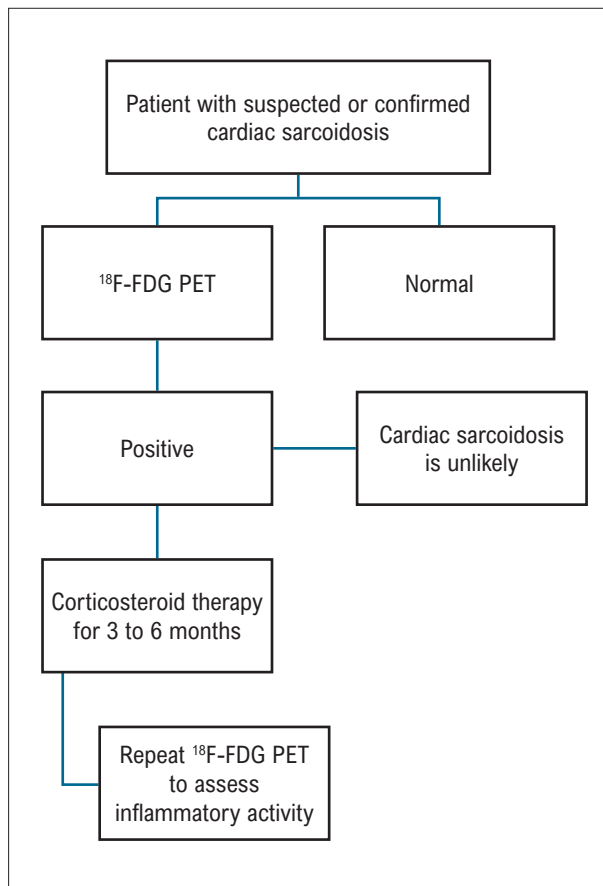 Patient with suspected or confirmed
cardiac sarcoidosis
¹⁸F-FDG PET
Normal
Positive
Cardiac sarcoidosis
is unlikely
Corticosteroid therapy
for 3 to 6 months
Repeat ¹⁸F-FDG PET
to assess
inflammatory activity